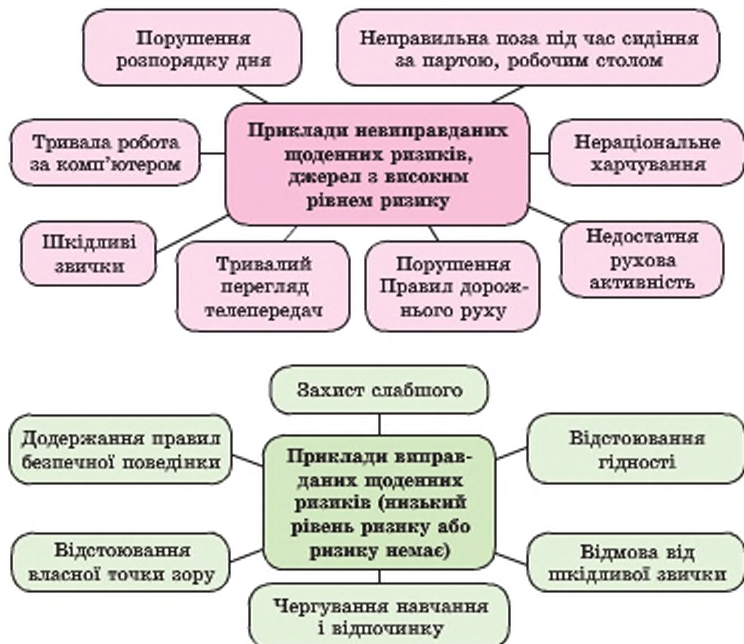 Порушення
розпорядку дня
Неправильна поза під час сидіння
за партою, робочим столом
Тривала робота
за комп’ютером
Приклади невиправданих
щоденних ризиків,
джерел з високим
рівнем ризику
Нераціональне
харчування
Шкідливі
звички
Тривалий
перегляд
телепередач
Порушення
Правил дорож-
нього руху
Недостатня
рухова
активність
Захист слабшого
Додержання правил
безпечної поведінки
Приклади виправ-
даних щоденних
ризиків (низький
рівень ризику або
ризику немає)
Відстоювання
гідності
Відстоювання
власної точки зору
Відмова від
шкідливої звички
Чергування навчання
і відпочинку